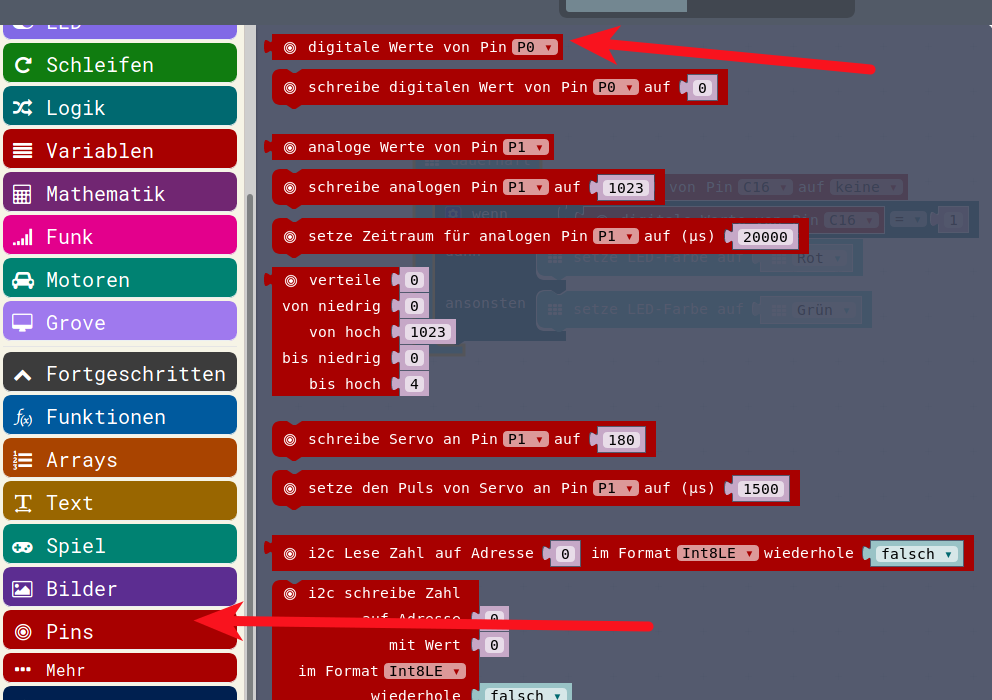 LED
Schleifen
Logik
Variablen
Mathematik
Funk
Motoren
Grove
Fortgeschritten
Funktionen
Arrays
Text
Spiel
Bilder
Pins
Mehr
digitale Werte von Pin P0
schreibe digitalen Wert von Pin P0 auf 0
analoge Werte von Pin P1
schreibe analogen Pin P1 auf 1023
von Pin C16 auf keine
wenn digitale Werte von Pin C16 = 1
setze Zeitraum für analogen Pin P1 auf (µs) 20000
setze LED-Farbe auf Rot
verteile 0
von niedrig 0
ansonsten setze LED-Farbe auf Grün
von hoch 1023
bis niedrig 0
bis hoch 4
schreibe Servo an Pin P1 auf 180
setze den Puls von Servo an Pin P1 auf (µs) 1500
i2c Lese Zahl auf Adresse 0 im Format Int8LE wiederhole falsch
i2c schreibe Zahl
auf Adresse 0
mit Wert 0
im Format Int8LE
wiederhole falsch